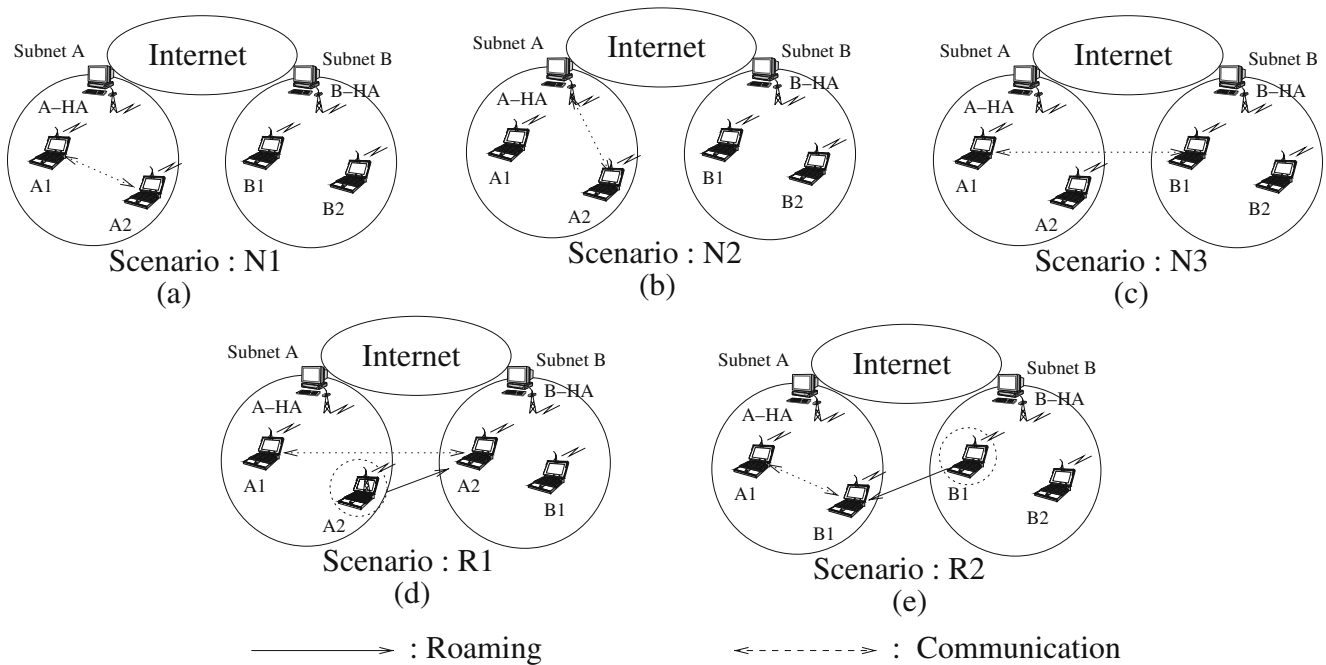 Subnet A
Internet
Subnet B
A–HA
B–HA
A1
A2
B1
B2
Scenario : N1
(a)
Subnet A
Internet
Subnet B
A–HA
B–HA
A1
A2
B1
B2
Scenario : N2
(b)
Subnet A
Internet
Subnet B
A–HA
B–HA
A1
A2
B1
B2
Scenario : N3
(c)
Subnet A
Internet
Subnet B
A–HA
B–HA
A1
A2
A2
B1
Scenario : R1
(d)
Subnet A
Internet
Subnet B
A–HA
B–HA
A1
B1
B1
B2
Scenario : R2
(e)
: Roaming
: Communication